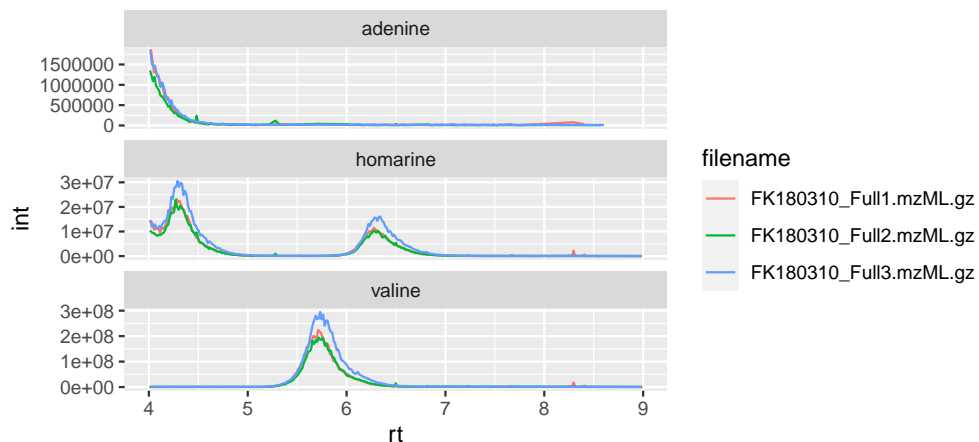 adenine
1500000
1000000
500000
0
homarine
3e+07
2e+07
1e+07
0e+00
valine
3e+08
2e+08
1e+08
0e+00
4 5 6 7 8 9
rt
int
filename
FK180310_Full1.mzML.gz
FK180310_Full2.mzML.gz
FK180310_Full3.mzML.gz